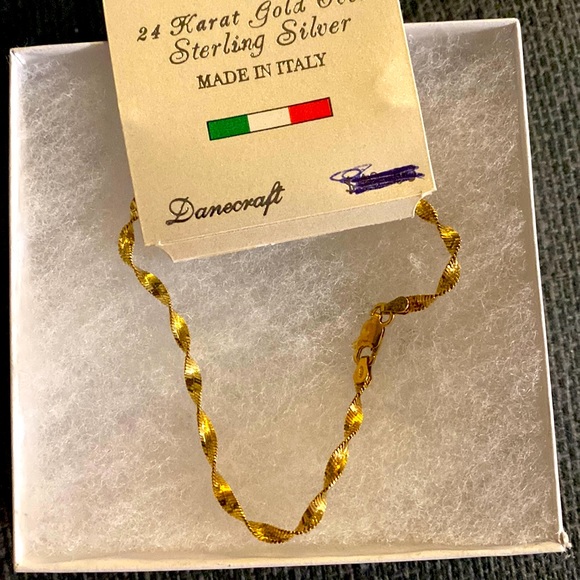 24 Karat Gold
Sterling Silver
MADE IN ITALY
Danecraft